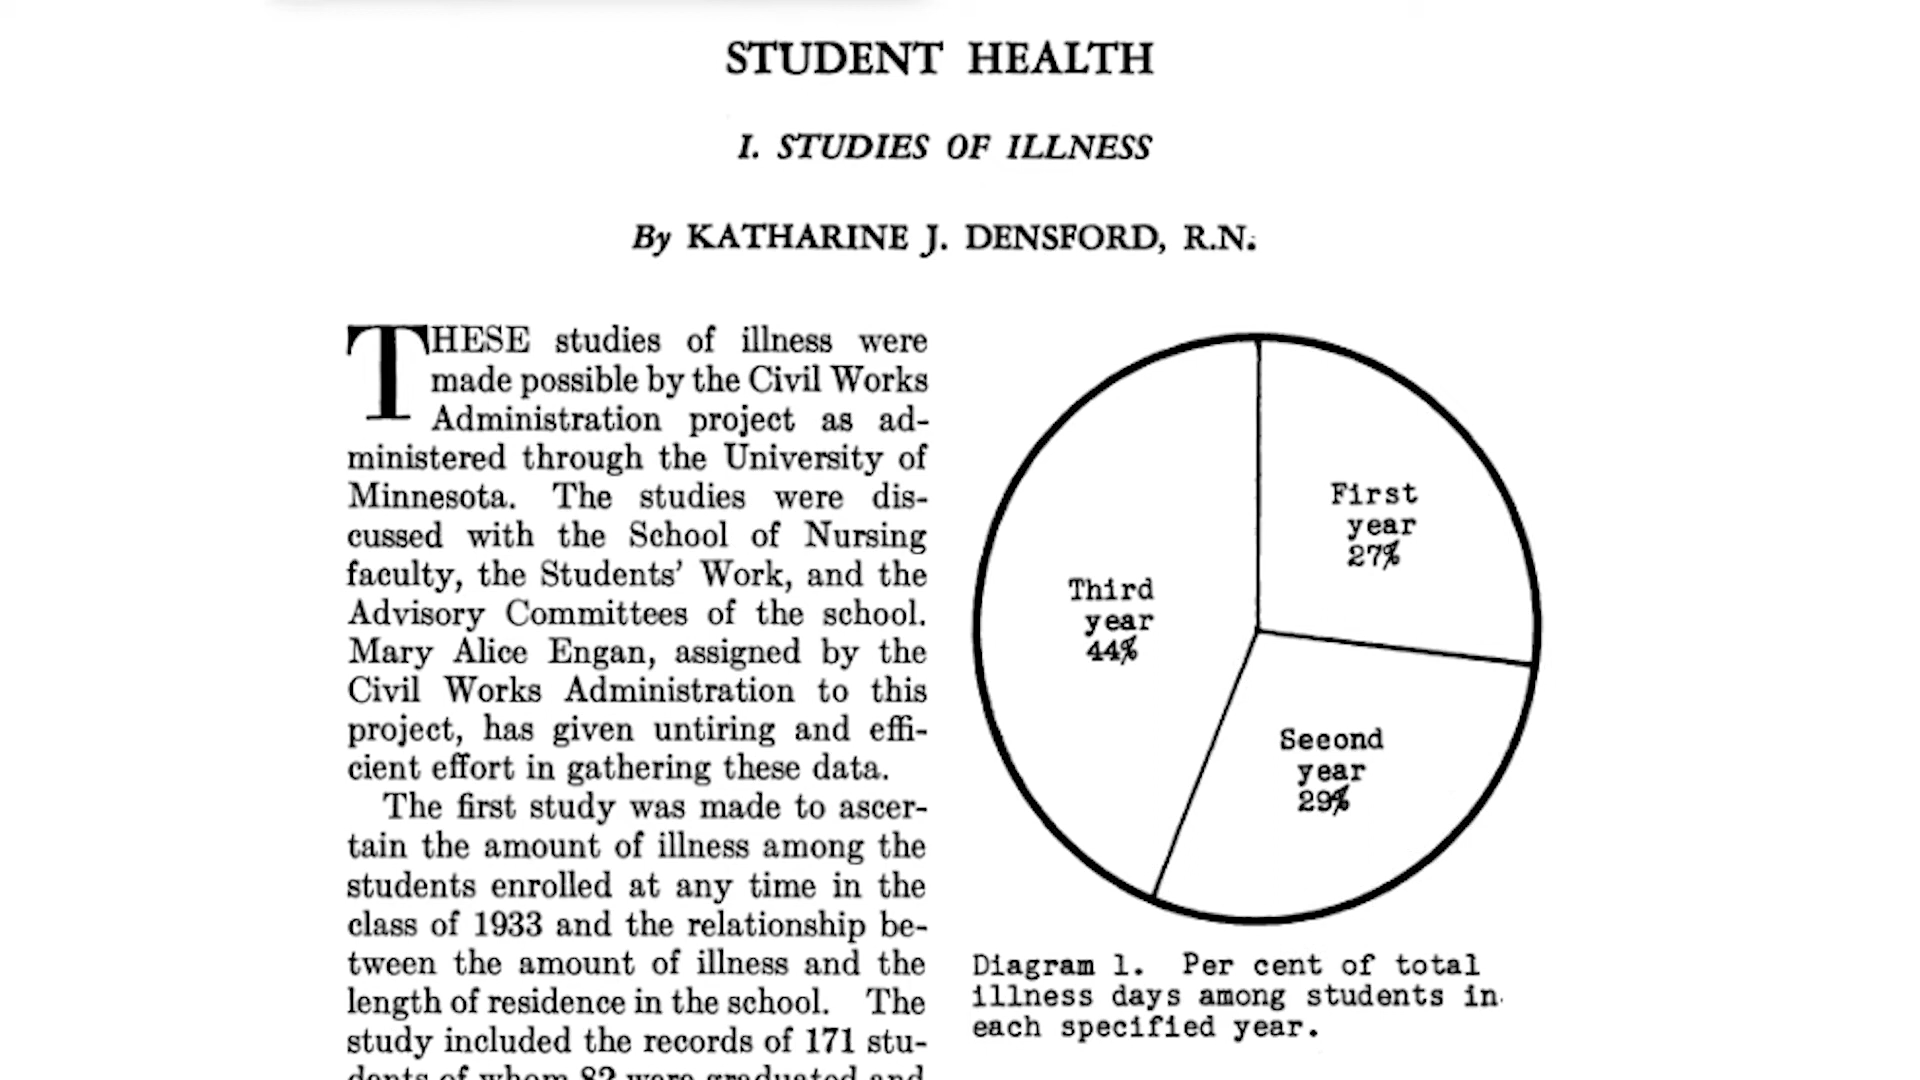 STUDENT HEALTH
I. STUDIES OF ILLNESS
By KATHARINE J. DENSFORD, R.N.
THESE studies of illness were
made possible by the Civil Works
Administration project as ad-
ministered through the University of
Minnesota. The studies were dis-
cussed with the School of Nursing
faculty, the Students' Work, and the
Advisory Committees of the school.
Mary Alice Engan, assigned by the
Civil Works Administration to this
project, has given untiring and effi-
cient effort in gathering these data.
The first study was made to ascer-
tain the amount of illness among the
students enrolled at any time in the
class of 1933 and the relationship be-
tween the amount of illness and the
length of residence in the school. The
study included the records of 171 stu-
dents of whom 82 were graduated and
First
year
27%
Third
year
44%
Second
year
29%
Diagram 1. Per cent of total
illness days among students in
each specified year.